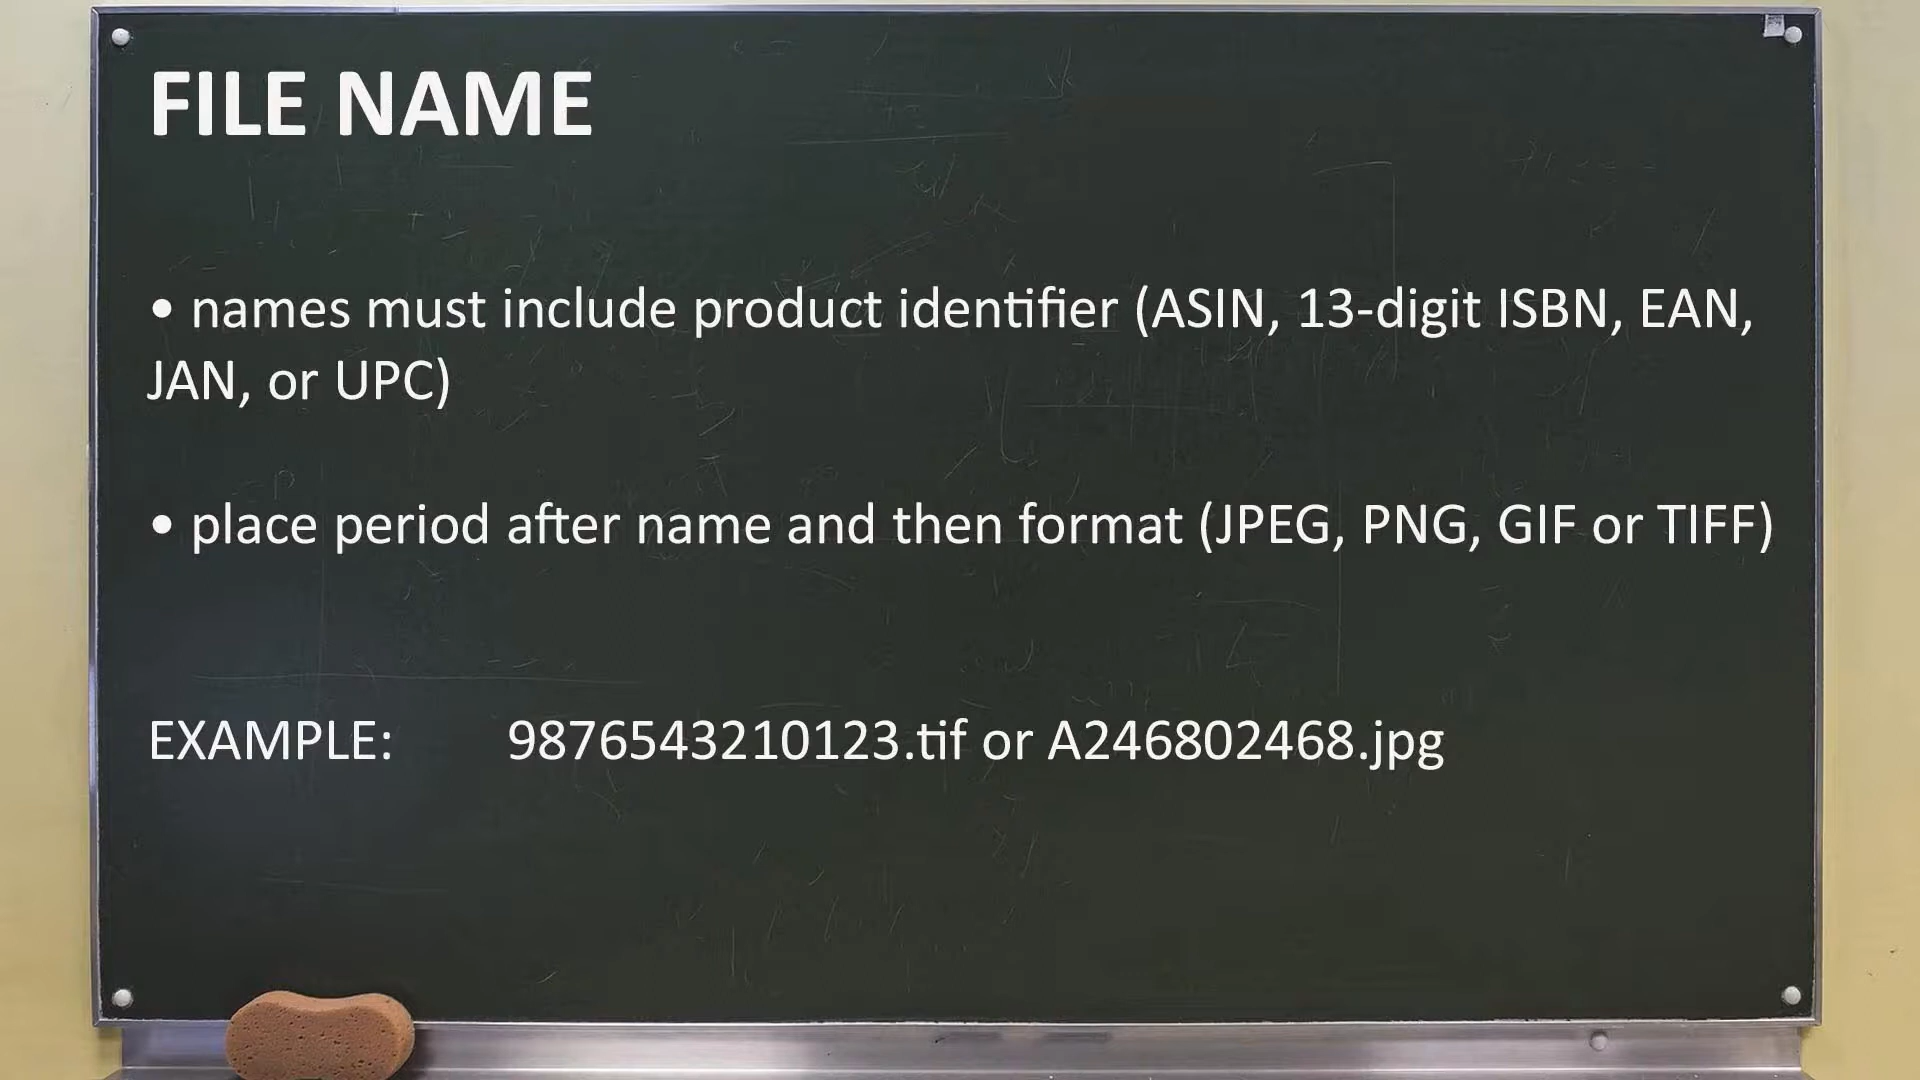 FILE NAME
• names must include product identifier (ASIN, 13-digit ISBN, EAN,
JAN, or UPC)
• place period after name and then format (JPEG, PNG, GIF or TIFF)
EXAMPLE: 9876543210123.tif or A246802468.jpg